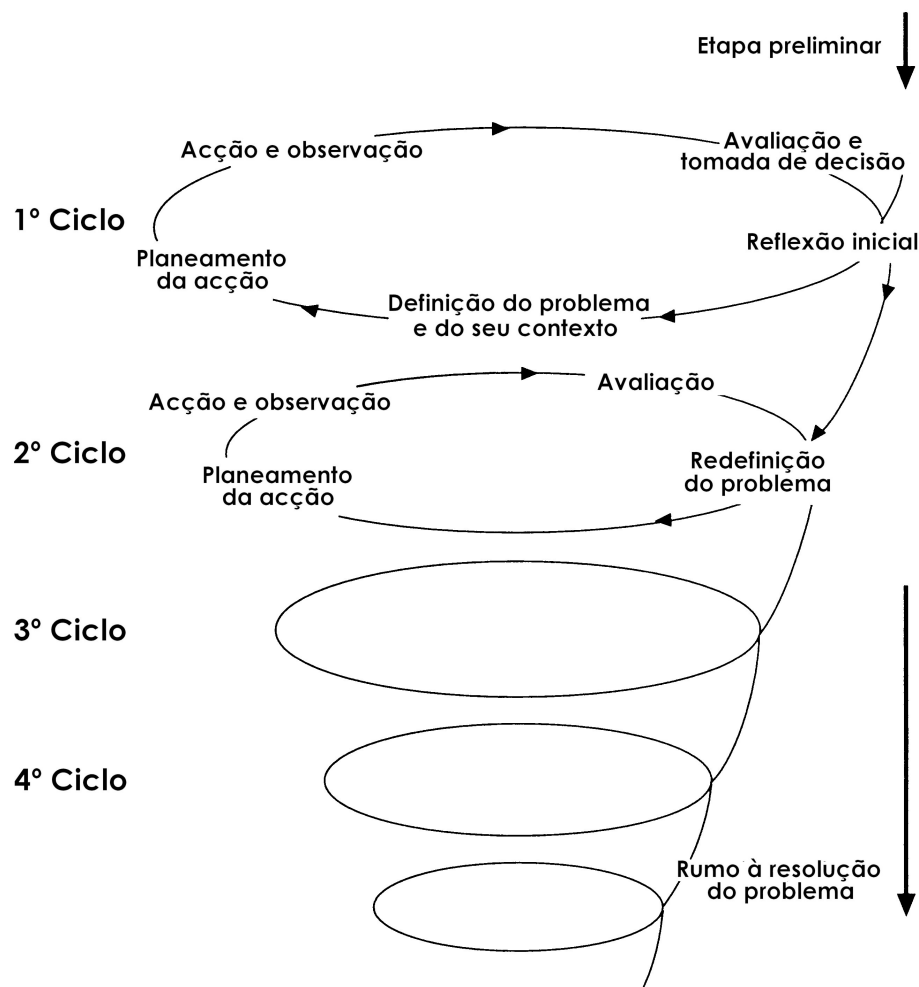 Etapa preliminar
Acção e observação
Avaliação e
tomada de decisão
1º Ciclo
Reflexão inicial
Planeamento
da acção
Definição do problema
e do seu contexto
Avaliação
Acção e observação
2º Ciclo
Redefinição
do problema
Planeamento
da acção
3º Ciclo
4º Ciclo
Rumo à resolução
do problema